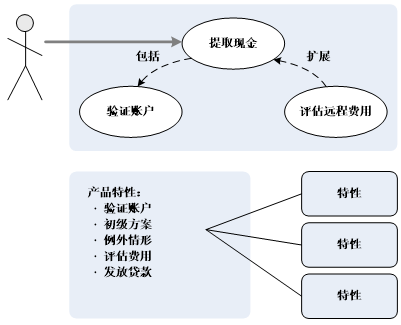 提取现金
包括
扩展
验证账户
评估远程费用
产品特性：
· 验证账户
· 初级方案
· 例外情形
· 评估费用
· 发放贷款
特性
特性
特性